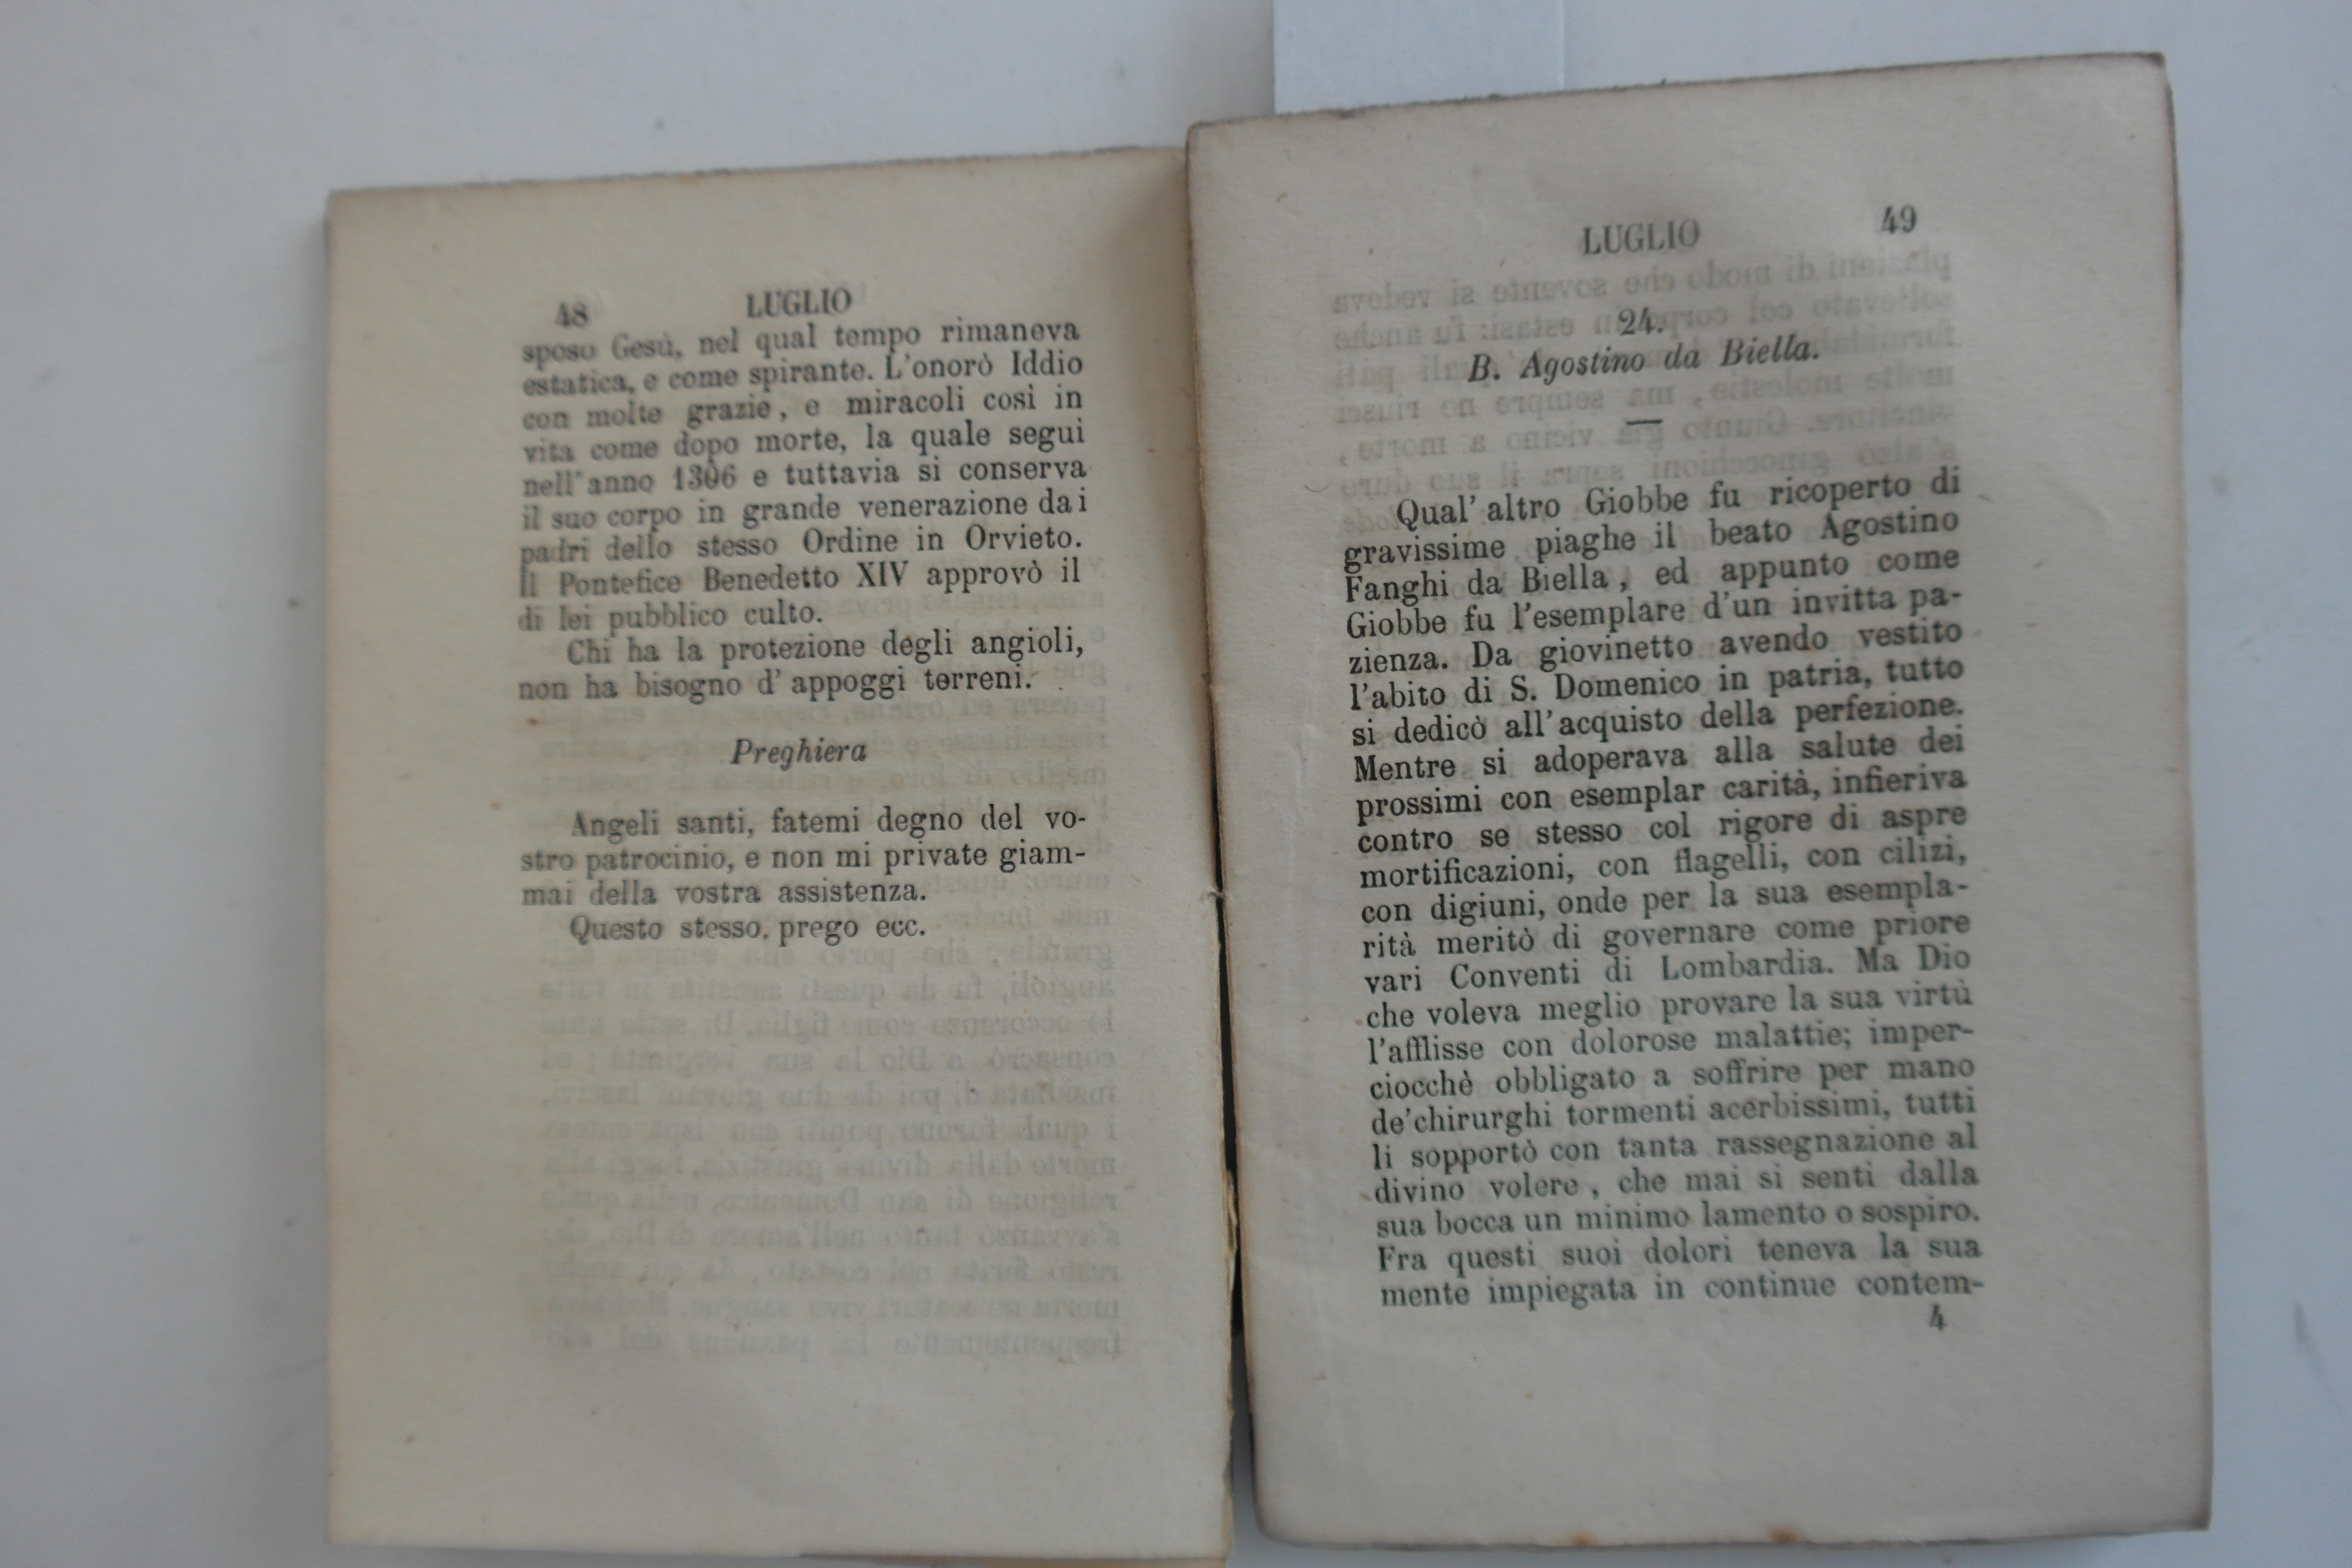 48 LUGLIO
sposo Gesù, nel qual tempo rimaneva
estatica, e come spirante. L'onorò Iddio
con molte grazie, e miracoli così in
vita come dopo morte, la quale seguì
nell'anno 1306 e tuttavia si conserva
il suo corpo in grande venerazione dai
padri dello stesso Ordine in Orvieto.
Il Pontefice Benedetto XIV approvò il
di lei pubblico culto.
Chi ha la protezione degli angioli,
non ha bisogno d' appoggi terreni.
Preghiera
Angeli santi, fatemi degno del vo-
stro patrocinio, e non mi private giam-
mai della vostra assistenza.
Questo stesso. prego ecc.
LUGLIO 49
24.
B. Agostino da Biella.
Qual' altro Giobbe fu ricoperto di
gravissime piaghe il beato Agostino
Fanghi da Biella, ed appunto come
Giobbe fu l'esemplare d'un invitta pa-
zienza. Da giovinetto avendo vestito
l'abito di S. Domenico in patria, tutto
si dedicò all'acquisto della perfezione.
Mentre si adoperava alla salute dei
prossimi con esemplar carità, infieriva
contro se stesso col rigore di aspre
mortificazioni, con flagelli, con cilizi,
con digiuni, onde per la sua esempla-
rità meritò di governare come priore
vari Conventi di Lombardia. Ma Dio
che voleva meglio provare la sua virtù
l'afflisse con dolorose malattie; imper-
ciocchè obbligato a soffrire per mano
de'chirurghi tormenti acerbissimi, tutti
li sopportò con tanta rassegnazione al
divino volere, che mai si sentì dalla
sua bocca un minimo lamento o sospiro.
Fra questi suoi dolori teneva la sua
mente impiegata in continue contem-
4